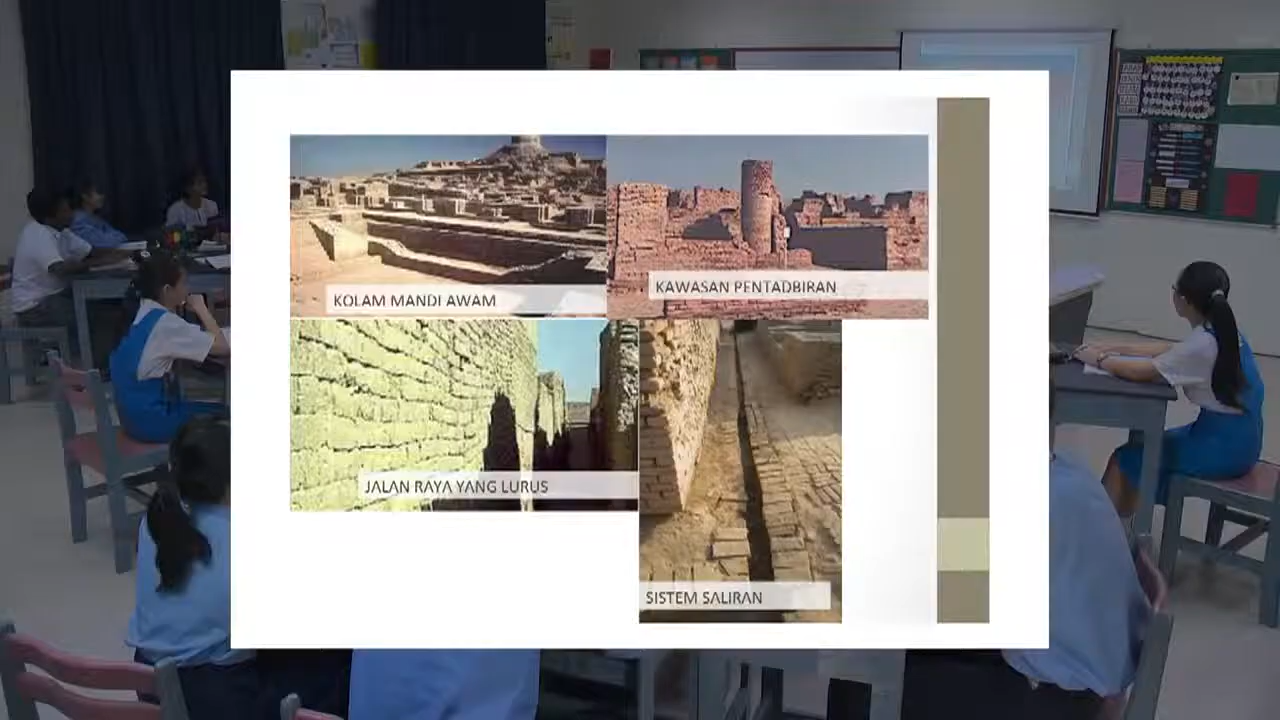 KOLAM MANDI AWAM
KAWASAN PENTADBIRAN
JALAN RAYA YANG LURUS
SISTEM SALIRAN